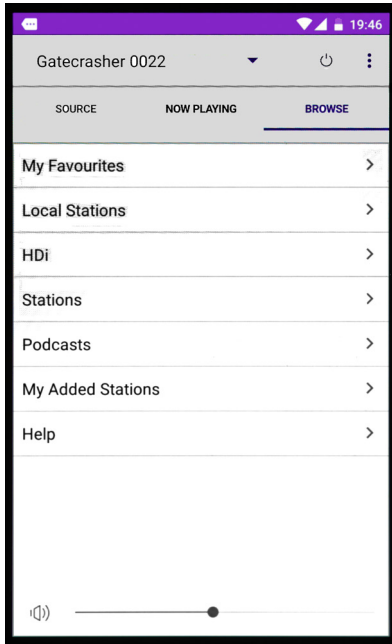 19:46
Gatecrasher 0022
SOURCE NOW PLAYING BROWSE
My Favourites
Local Stations
HDi
Stations
Podcasts
My Added Stations
Help